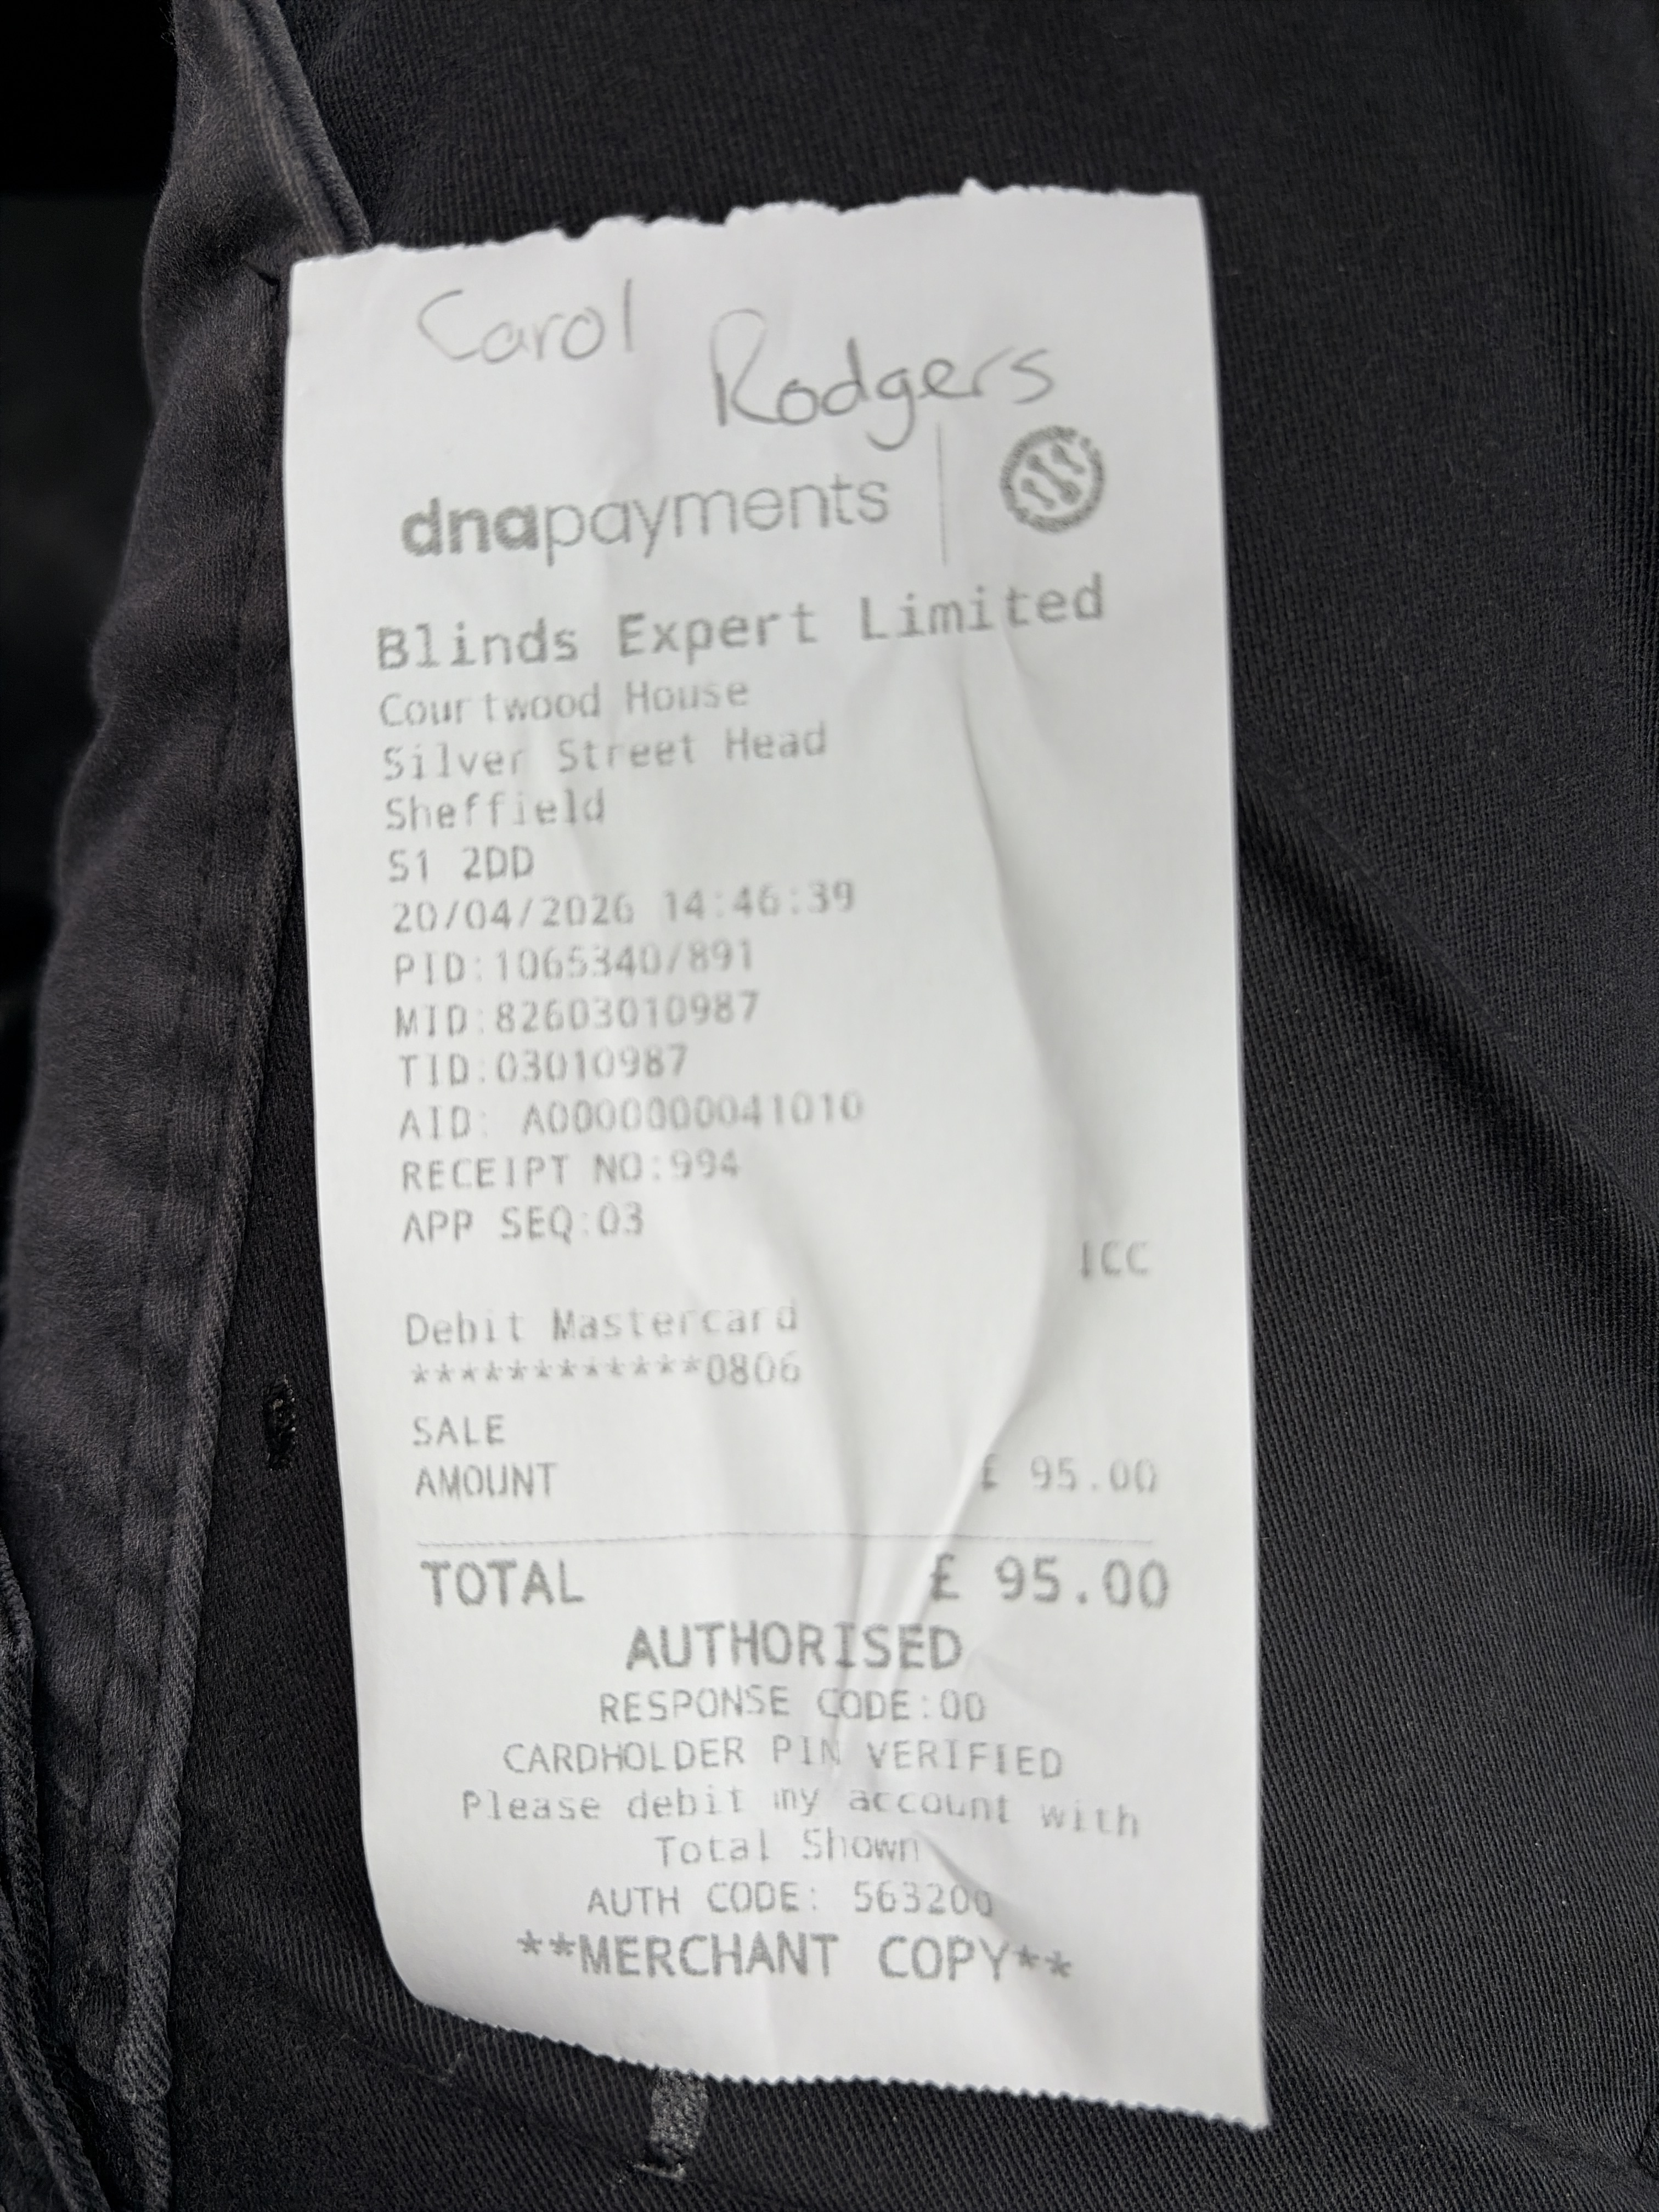 Carol
Rodgers
dnapayments
Blinds Expert Limited
Courtwood House
Silver Street Head
Sheffield
S1 2DD
20/04/2026 14:46:39
PID:1065340/891
MID:82603010987
TID:03010987
AID: A0000000041010
RECEIPT NO:994
APP SEQ:03
ICC
Debit Mastercard
************0806
SALE
AMOUNT £ 95.00
TOTAL £ 95.00
AUTHORISED
RESPONSE CODE:00
CARDHOLDER PIN VERIFIED
Please debit my account with
Total Shown
AUTH CODE: 563200
**MERCHANT COPY**